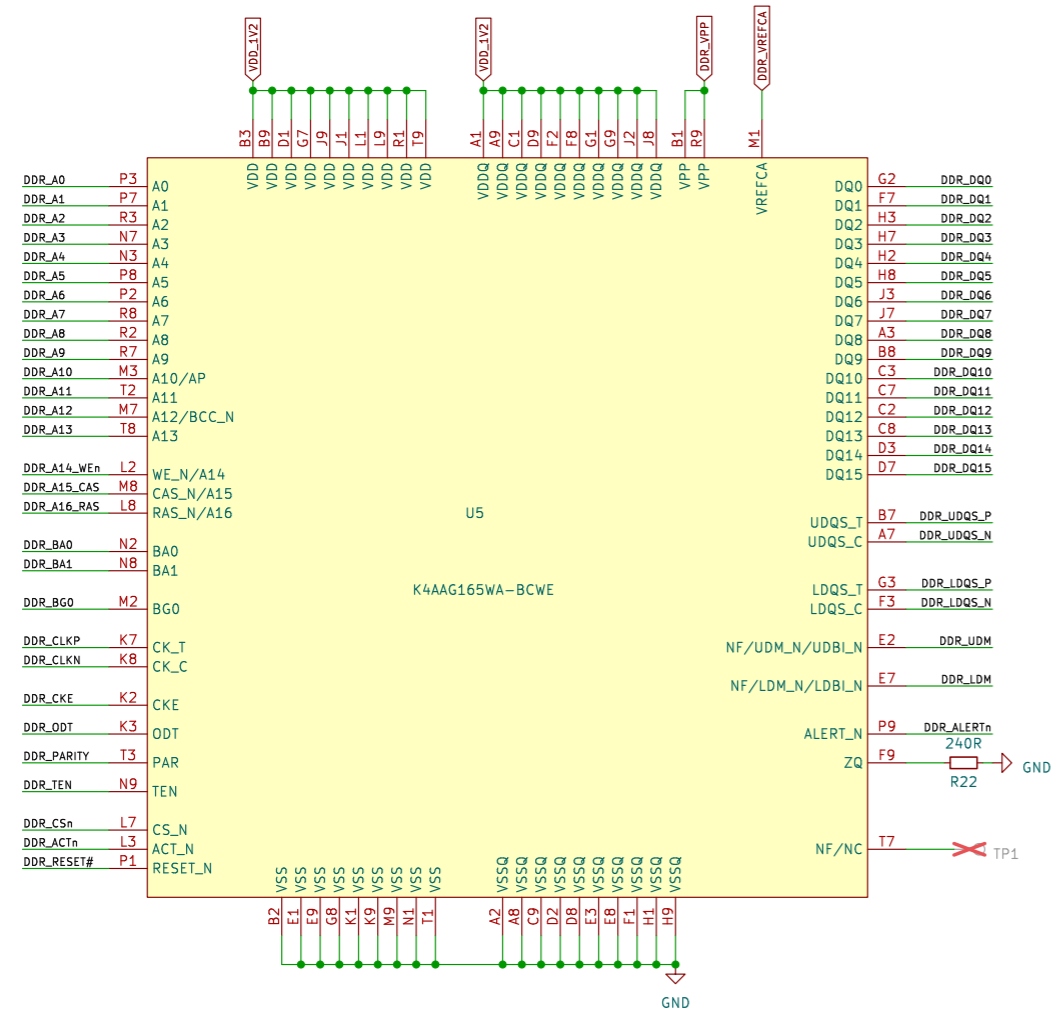 VDD_1V2 VDD_1V2 DDR_VPP DDR_VREFCA
B3 B9 D1 G7 J9 J1 L1 L9 R1 T9 A1 A9 C1 D9 F2 F8 G1 G9 J2 J8 B1 R9 M1
VDD VDD VDD VDD VDD VDD VDD VDD VDD VDD VDDQ VDDQ VDDQ VDDQ VDDQ VDDQ VDDQ VDDQ VDDQ VDDQ VPP VPP VREFCA
DDR_A0 P3 A0 DQ0 G2 DDR_DQ0
DDR_A1 P7 A1 DQ1 F7 DDR_DQ1
DDR_A2 R3 A2 DQ2 H3 DDR_DQ2
DDR_A3 N7 A3 DQ3 H7 DDR_DQ3
DDR_A4 N3 A4 DQ4 H2 DDR_DQ4
DDR_A5 P8 A5 DQ5 H8 DDR_DQ5
DDR_A6 P2 A6 DQ6 J3 DDR_DQ6
DDR_A7 R8 A7 DQ7 J7 DDR_DQ7
DDR_A8 R2 A8 DQ8 A3 DDR_DQ8
DDR_A9 R7 A9 DQ9 B8 DDR_DQ9
DDR_A10 M3 A10/AP DQ10 C3 DDR_DQ10
DDR_A11 T2 A11 DQ11 C7 DDR_DQ11
DDR_A12 M7 A12/BCC_N DQ12 C2 DDR_DQ12
DDR_A13 T8 A13 DQ13 C8 DDR_DQ13
DQ14 D3 DDR_DQ14
DDR_A14_WEn L2 WE_N/A14 DQ15 D7 DDR_DQ15
DDR_A15_CAS M8 CAS_N/A15
DDR_A16_RAS L8 RAS_N/A16 U5
UDQS_T B7 DDR_UDQS_P
UDQS_C A7 DDR_UDQS_N
DDR_BA0 N2 BA0
DDR_BA1 N8 BA1
K4AAG165WA-BCWE LDQS_T G3 DDR_LDQS_P
DDR_BG0 M2 BG0 LDQS_C F3 DDR_LDQS_N
DDR_CLKP K7 CK_T NF/UDM_N/UDBI_N E2 DDR_UDM
DDR_CLKN K8 CK_C
NF/LDM_N/LDBI_N E7 DDR_LDM
DDR_CKE K2 CKE
DDR_ODT K3 ODT ALERT_N P9 DDR_ALERTn
240R
DDR_PARITY T3 PAR ZQ F9 GND
R22
DDR_TEN N9 TEN
DDR_CSn L7 CS_N
DDR_ACTn L3 ACT_N NF/NC T7 TP1
DDR_RESET# P1 RESET_N
VSS VSS VSS VSS VSS VSS VSS VSS VSS VSSQ VSSQ VSSQ VSSQ VSSQ VSSQ VSSQ VSSQ VSSQ VSSQ
B2 E1 E9 G8 K1 K9 M9 N1 T1 A2 A8 C9 D2 D8 E3 E8 F1 H1 H9
GND